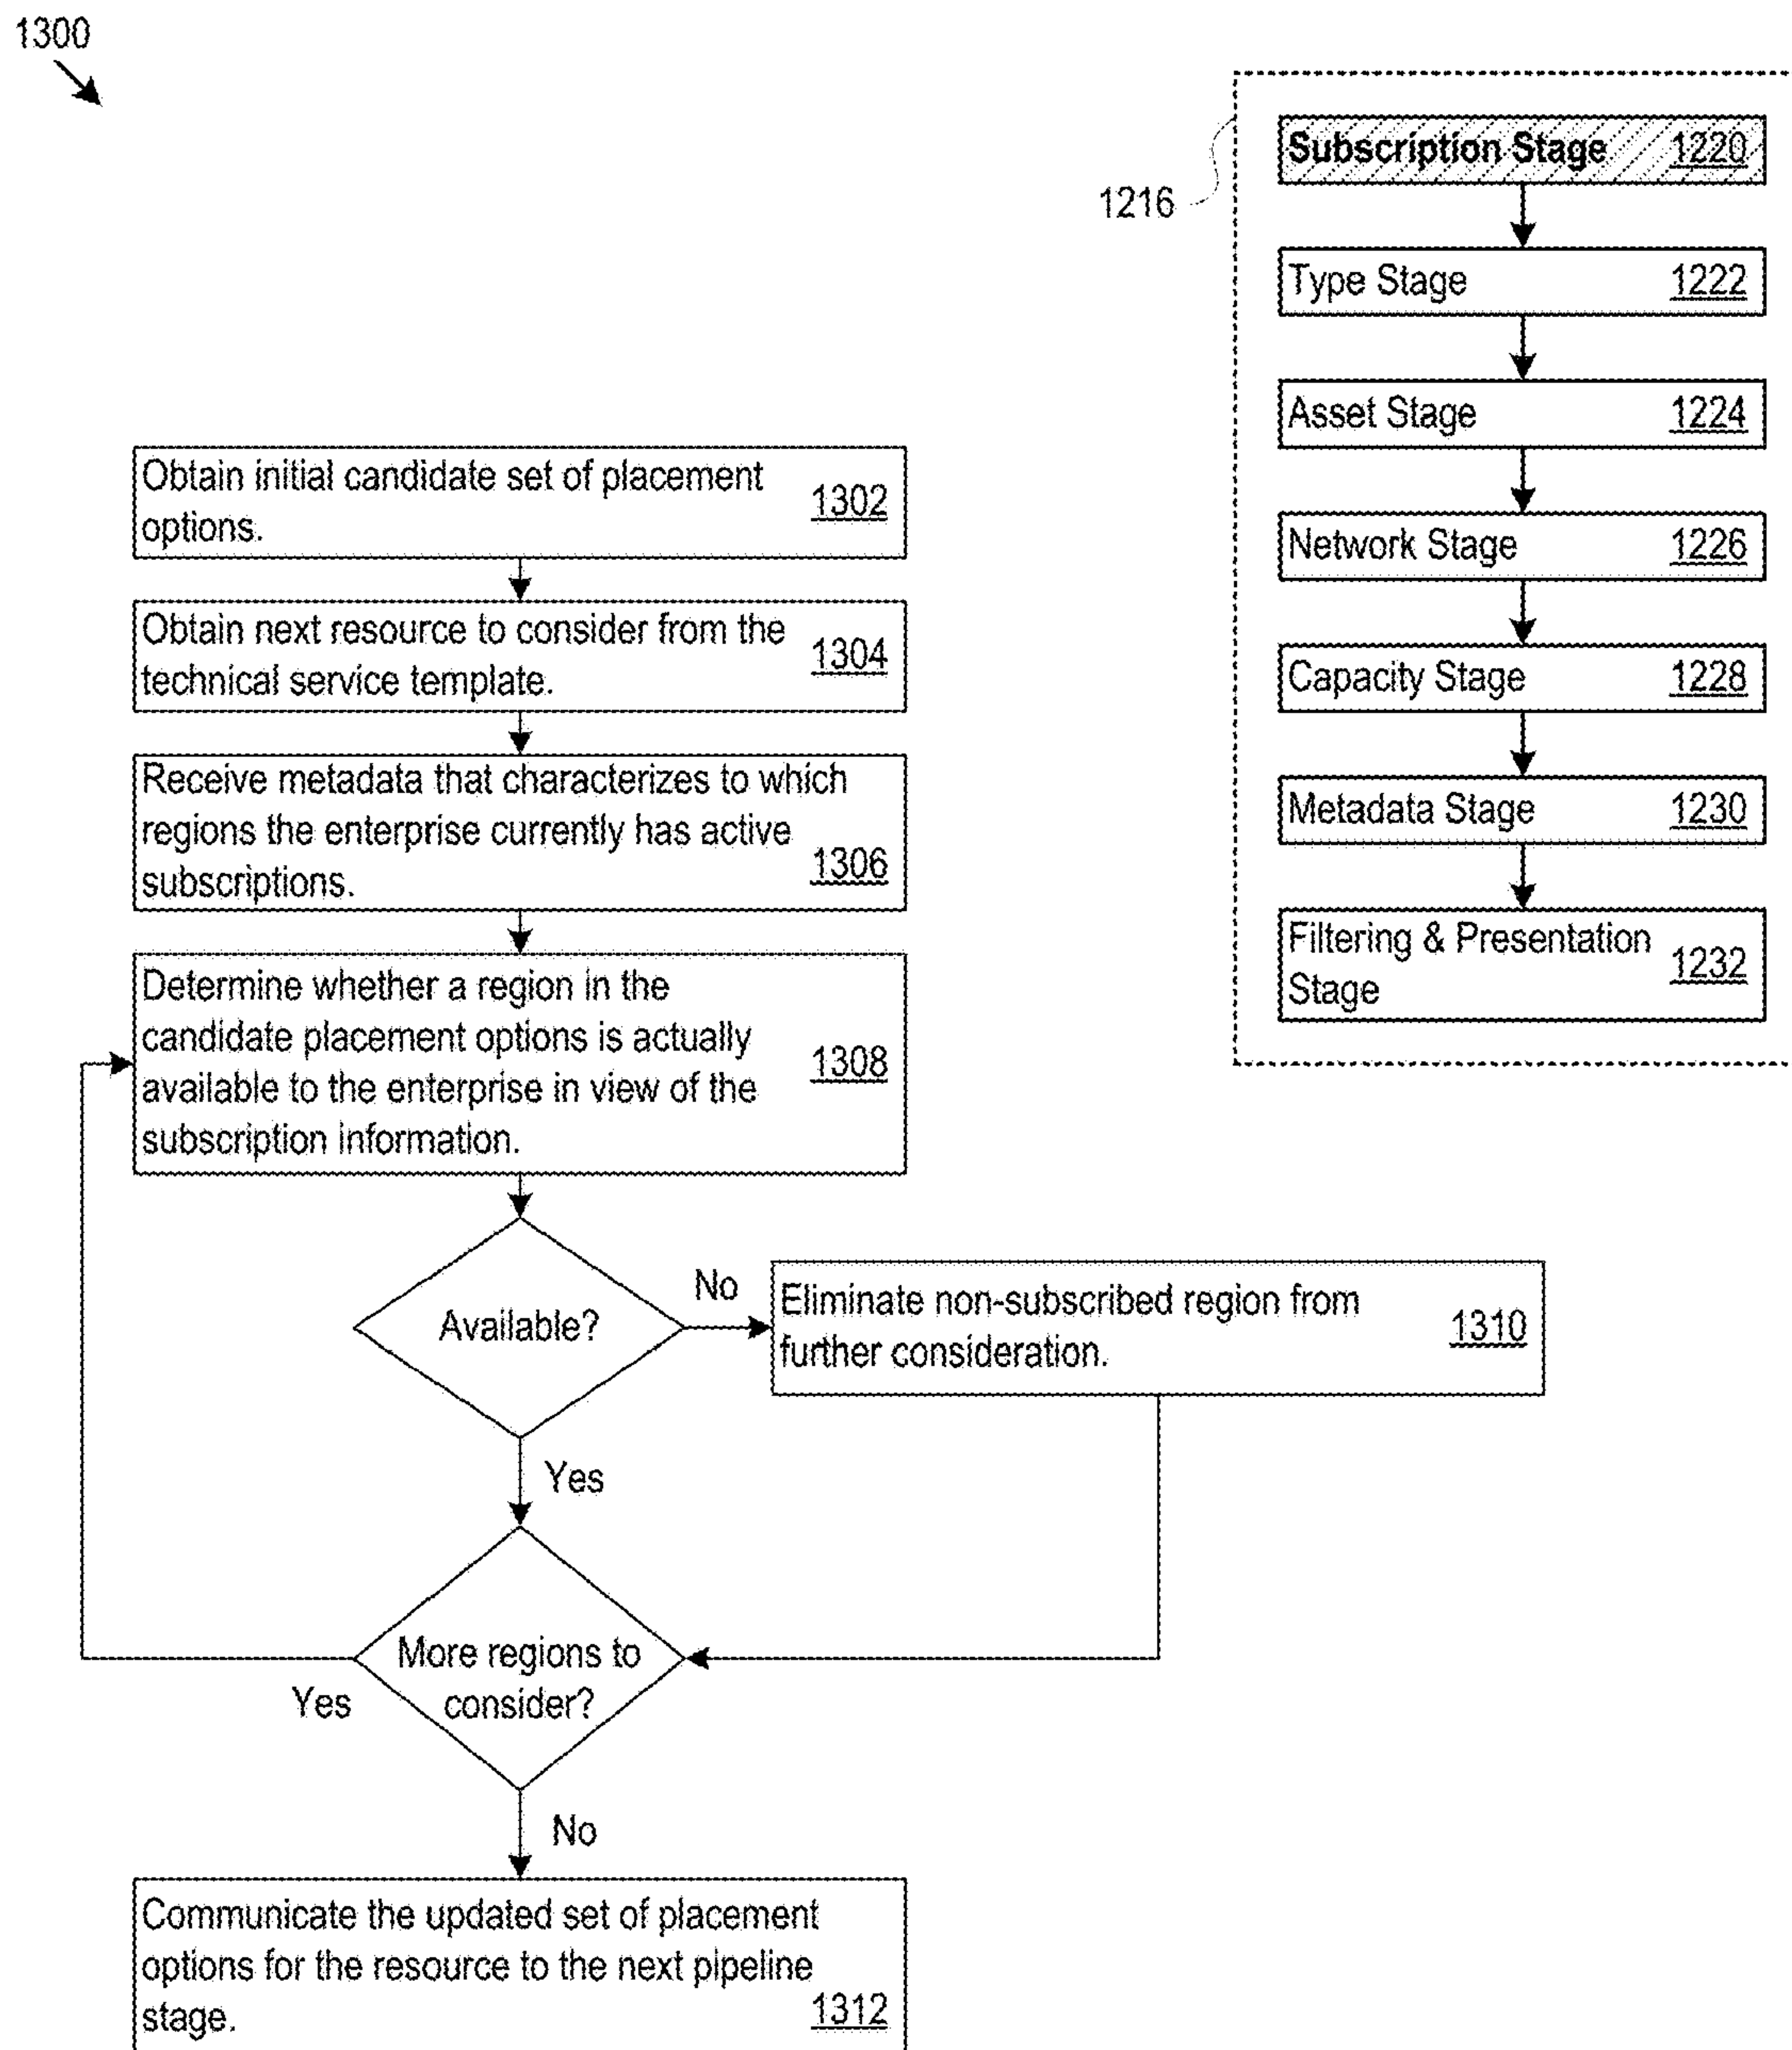 1300
1216
Subscription Stage 1220
Type Stage 1222
Asset Stage 1224
Network Stage 1226
Capacity Stage 1228
Metadata Stage 1230
Filtering & Presentation
Stage
1232
Obtain initial candidate set of placement
options.
1302
Obtain next resource to consider from the
technical service template.
1304
Receive metadata that characterizes to which
regions the enterprise currently has active
subscriptions.
1306
Determine whether a region in the
candidate placement options is actually
available to the enterprise in view of the
subscription information.
1308
Available?
No
Eliminate non-subscribed region from
further consideration.
1310
Yes
More regions to
consider?
Yes
No
Communicate the updated set of placement
options for the resource to the next pipeline
stage.
1312